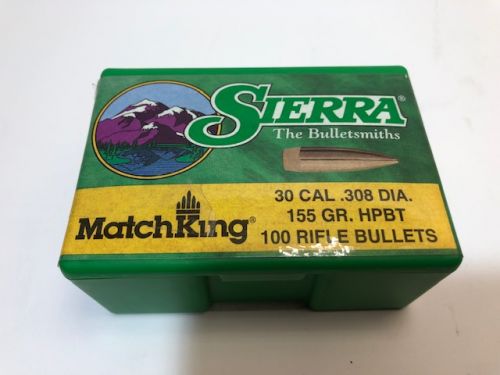 SIERRA®
The Bulletsmiths
MatchKing®
30 CAL .308 DIA.
155 GR. HPBT
100 RIFLE BULLETS